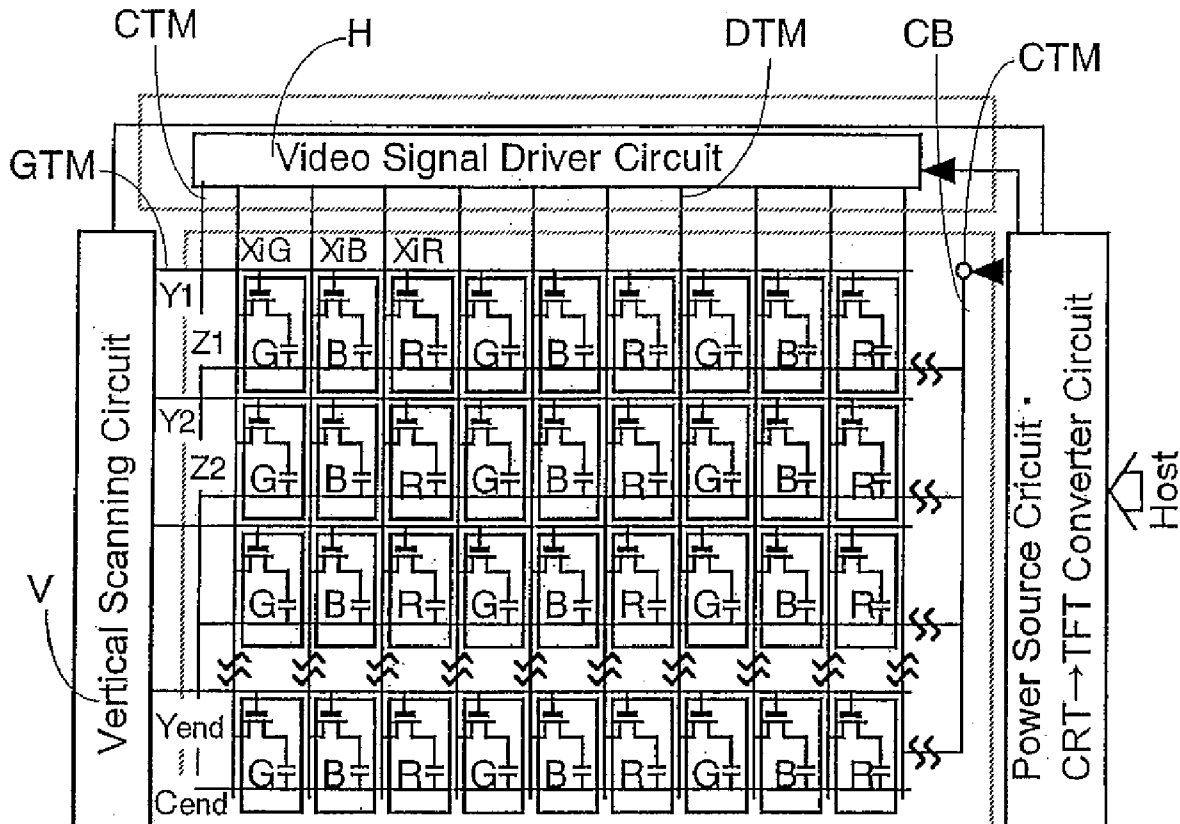 CTM H DTM CB CTM
GTM
Video Signal Driver Circuit
XiG XiB XiR
Y1
Z1
G B R G B R G B R
Y2
Z2
G B R G B R G B R
G B R G B R G B R
V
Yend
G B R G B R G B R
Cend
Vertical Scanning Circuit
Power Source Cricuit •
CRT→TFT Converter Circuit
Host